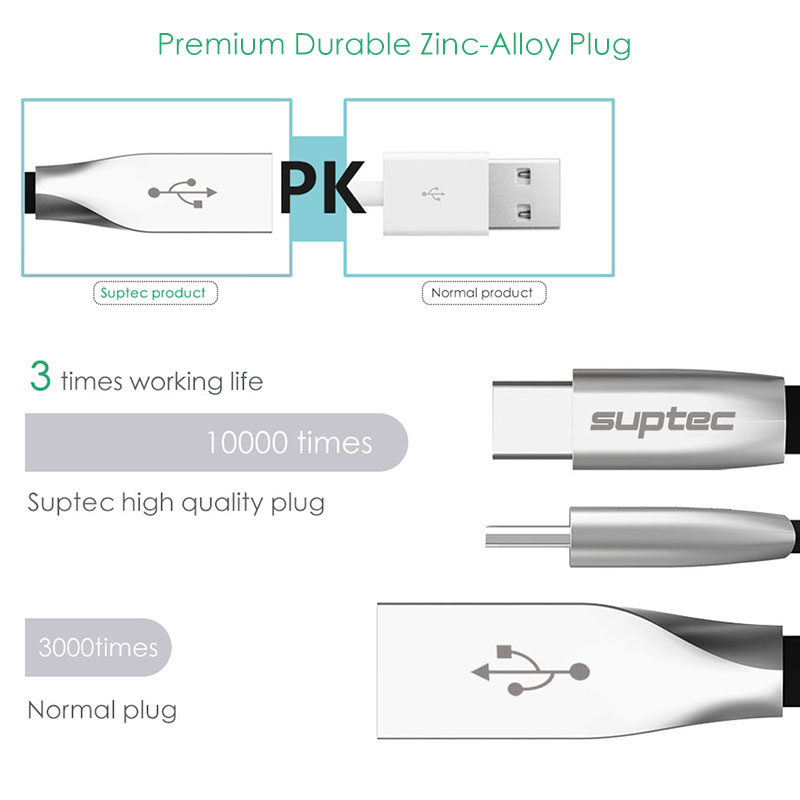 Premium Durable Zinc-Alloy Plug
PK
Suptec product
Normal product
3 times working life
10000 times
suptec
Suptec high quality plug
3000times
Normal plug